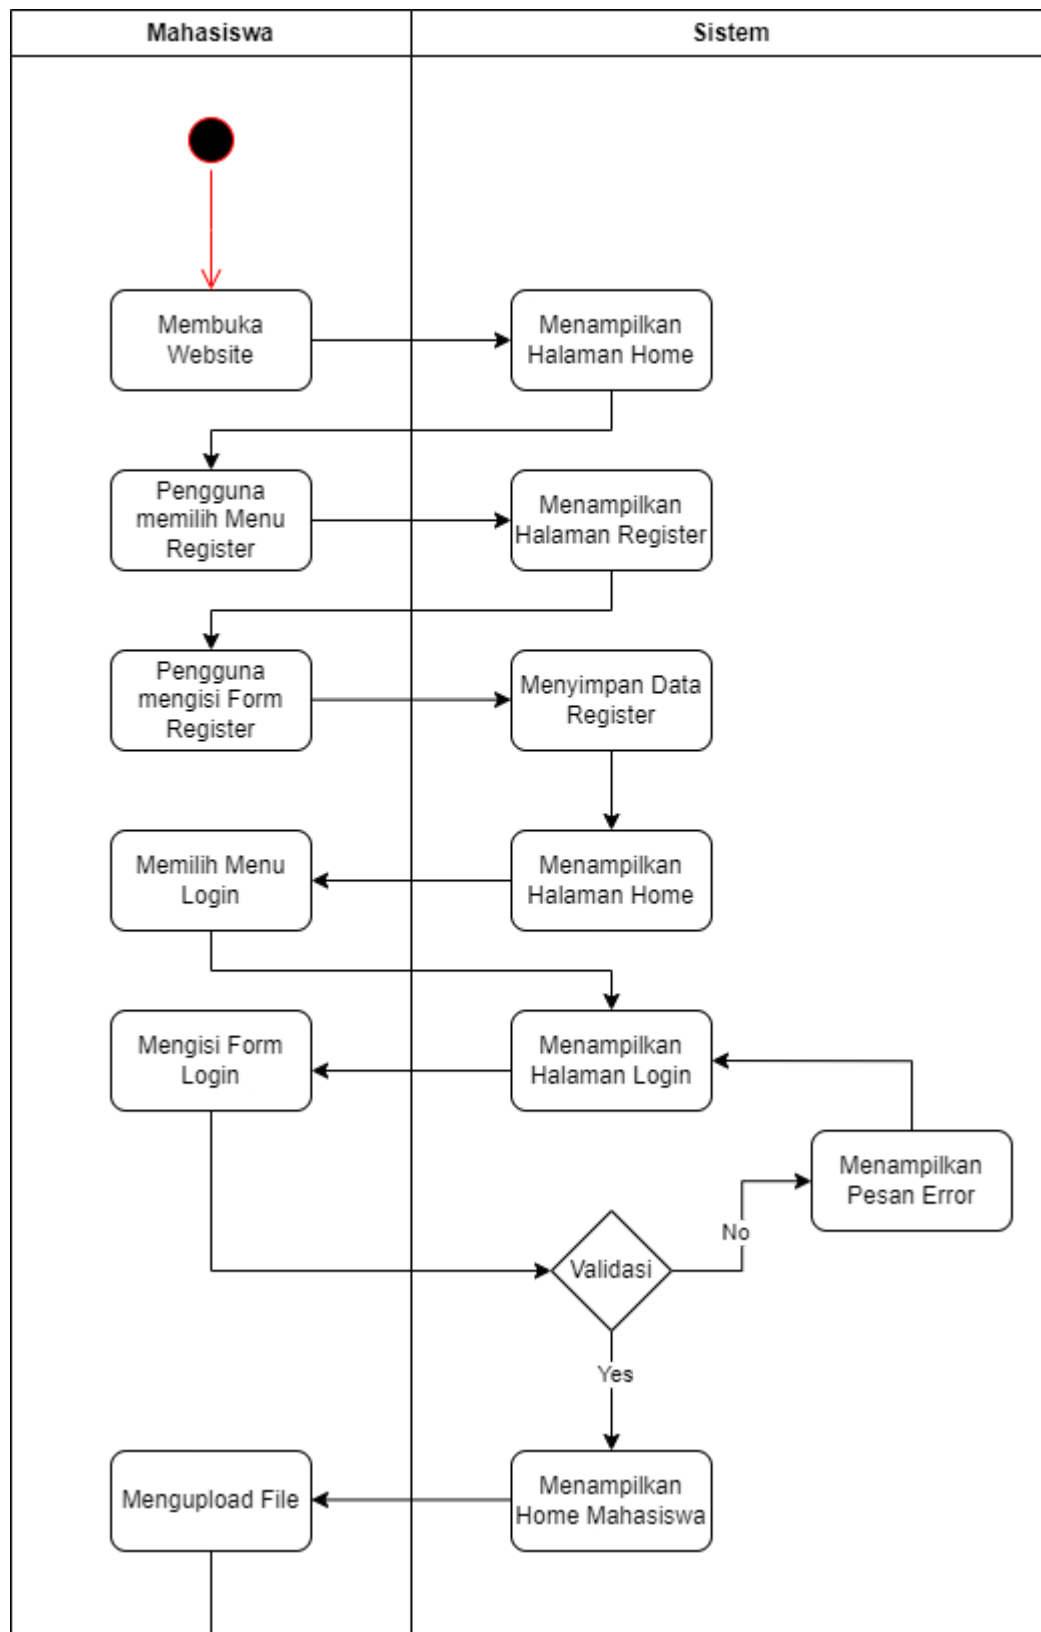 Mahasiswa
Sistem
Membuka
Website
Menampilkan
Halaman Home
Pengguna
memilih Menu
Register
Menampilkan
Halaman Register
Pengguna
mengisi Form
Register
Menyimpan Data
Register
Memilih Menu
Login
Menampilkan
Halaman Home
Mengisi Form
Login
Menampilkan
Halaman Login
Menampilkan
Pesan Error
No
Validasi
Yes
Mengupload File
Menampilkan
Home Mahasiswa